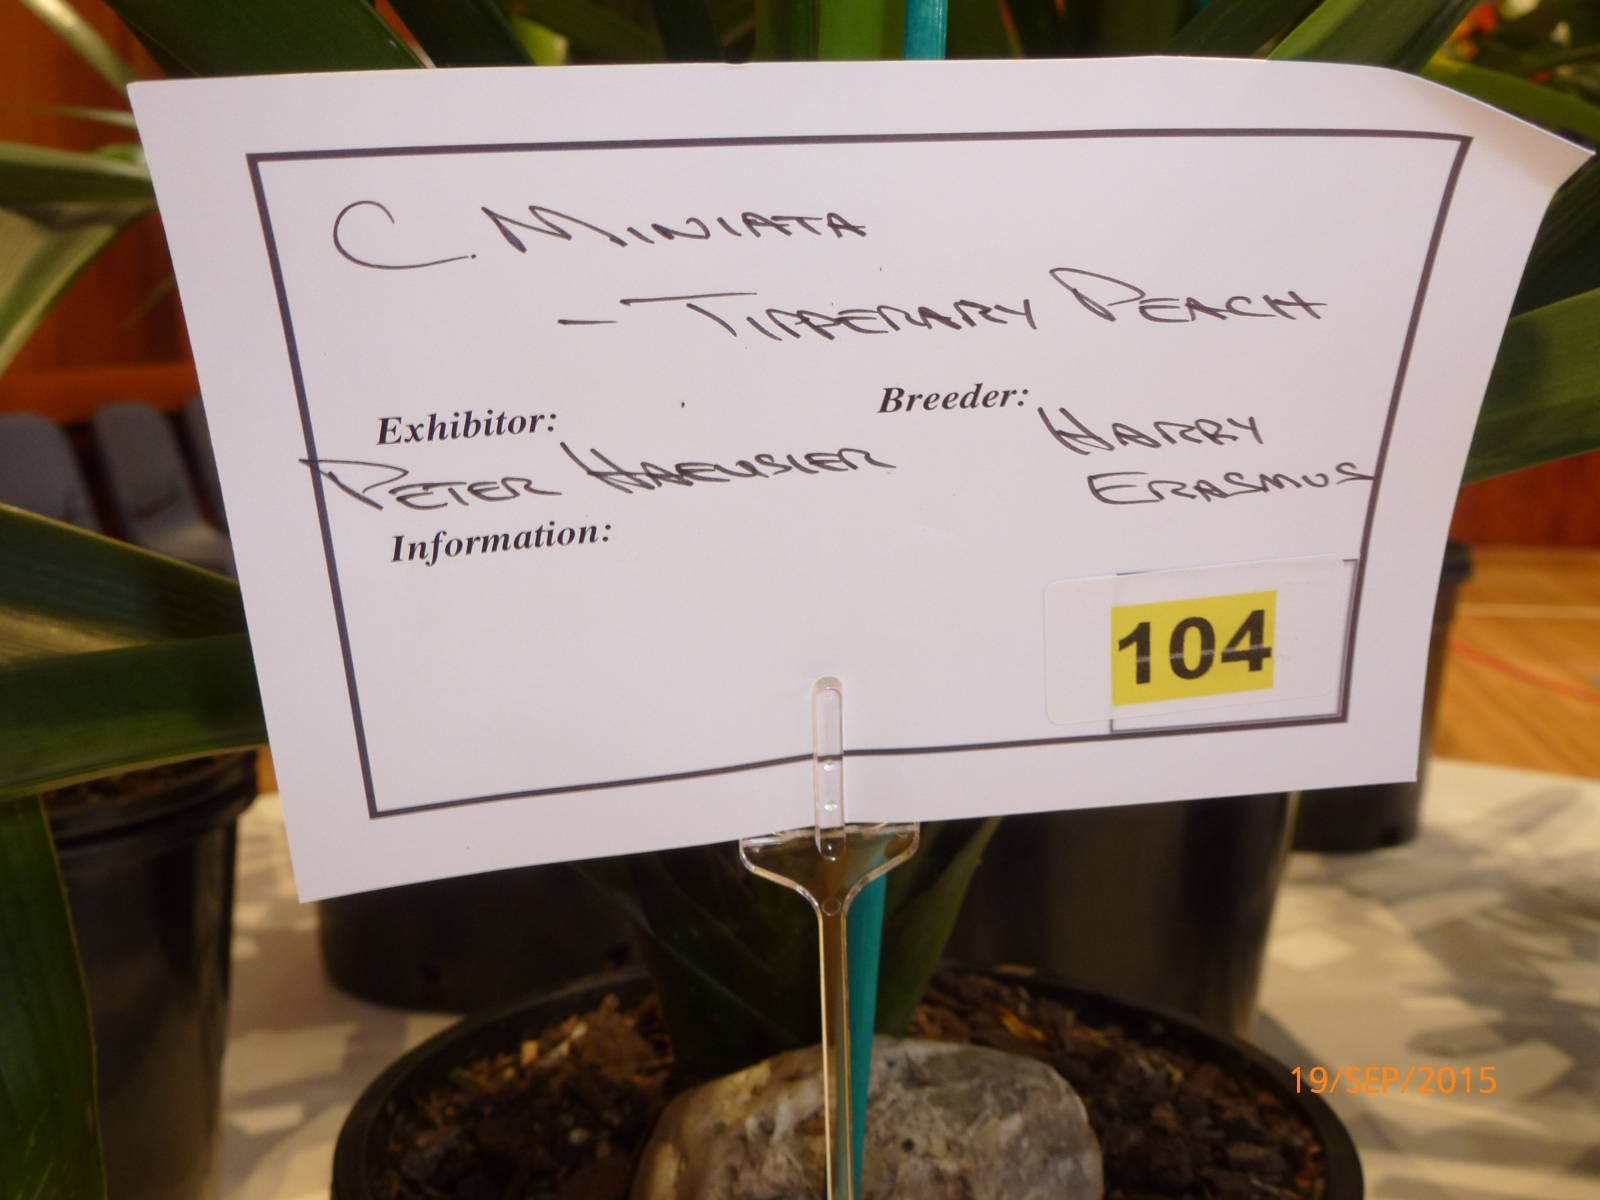 C. MINIATA
- TIPPERARY PEACH
Exhibitor:
Breeder:
PETER HAEUSLER
HARRY
ERASMUS
Information:
104
19/SEP/2015